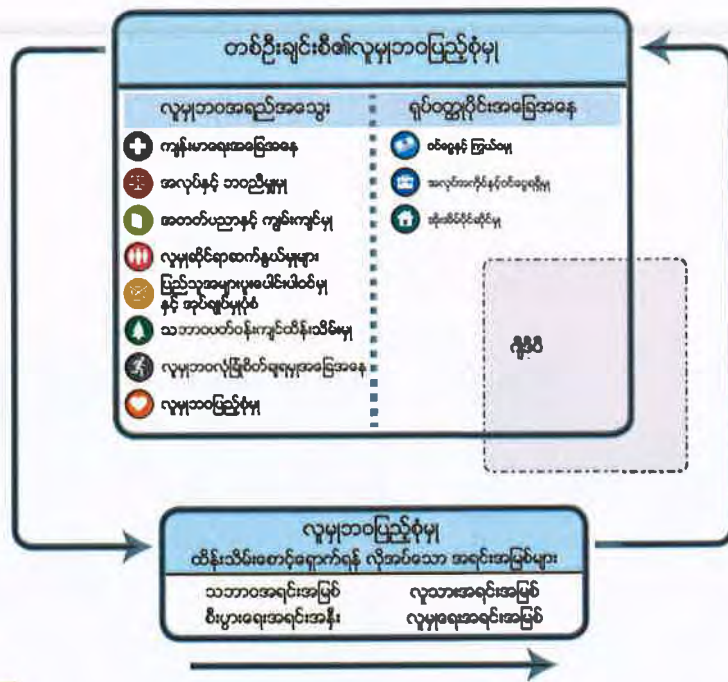 တစ်ဦးချင်းစီ၏လူမှုဘဝပြည့်စုံမှု
လူမှုဘဝအရည်အသွေး
ကျန်းမာရေးအခြေအနေ
အလုပ်နှင့် ဘဝညီမျှမှု
အတတ်ပညာနှင့် ကျွမ်းကျင်မှု
လူမှုဆိုင်ရာဆက်နွယ်မှုများ
ပြည်သူအများပူးပေါင်းပါဝင်မှု
နှင့် အုပ်ချုပ်မှုပုံစံ
သဘာဝပတ်ဝန်းကျင်ထိန်းသိမ်းမှု
လူမှုဘဝလုံခြုံစိတ်ချရမှုအခြေအနေ
လူမှုဘဝပြည့်စုံမှု
ရုပ်ဝတ္ထုပိုင်းအခြေအနေ
ဝင်ငွေနှင့် ကြွယ်ဝမှု
အလုပ်အကိုင်နှင့်ဝင်ငွေရရှိမှု
အိုးအိမ်ပိုင်ဆိုင်မှု
ဂျီဒီပီ
လူမှုဘဝပြည့်စုံမှု
ထိန်းသိမ်းစောင့်ရှောက်ရန် လိုအပ်သော အရင်းအမြစ်များ
သဘာဝအရင်းအမြစ် လူသားအရင်းအမြစ်
စီးပွားရေးအရင်းအနှီး လူမှုရေးအရင်းအမြစ်